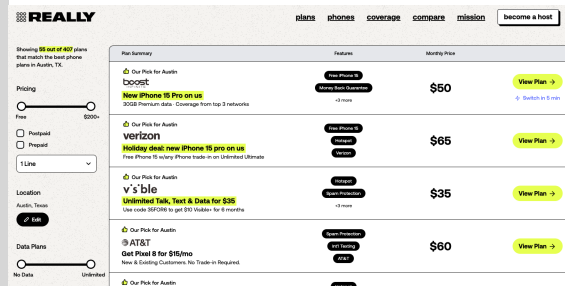 REALLY
plans phones coverage compare mission become a host
Showing 55 out of 407 plans
that match the best phone
plans in Austin, TX.
Pricing
Free $200+
Postpaid
Prepaid
1 Line
Location
Austin, Texas
Edit
Data Plans
No Data Unlimited
Plan Summary Features Monthly Price
Our Pick for Austin
boost
New iPhone 15 Pro on us
30GB Premium data · Coverage from top 3 networks
Free iPhone 15
Money Back Guarantee
+3 more
$50
View Plan →
Switch in 5 min
Our Pick for Austin
verizon
Holiday deal: new iPhone 15 pro on us
Free iPhone 15 w/any iPhone trade-in on Unlimited Ultimate
Free iPhone 15
Hotspot
Verizon
$65
View Plan →
Our Pick for Austin
visible
Unlimited Talk, Text & Data for $35
Use code 35FOR6 to get $10 Visible+ for 6 months
Hotspot
Spam Protection
+3 more
$35
View Plan →
Our Pick for Austin
AT&T
Get Pixel 8 for $15/mo
New & Existing Customers. No Trade-in Required.
Spam Protection
Int'l Texting
AT&T
$60
View Plan →
Our Pick for Austin